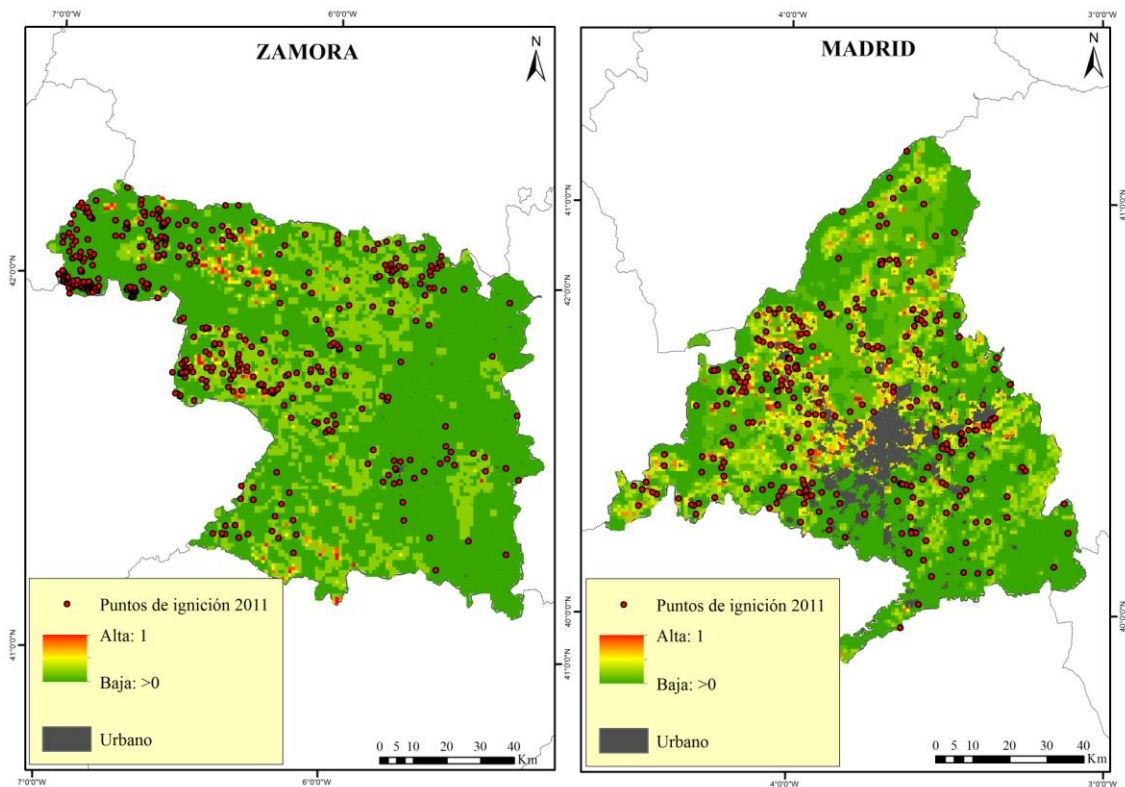 7°0'0"W
6°0'0"W
ZAMORA
N
42°0'0"N
42°0'0"N
41°0'0"N
41°0'0"N
Puntos de ignición 2011
Alta: 1
Baja: >0
Urbano
0 5 10 20 30 40
Km
7°0'0"W
6°0'0"W
4°0'0"W
3°0'0"W
MADRID
N
41°0'0"N
41°0'0"N
40°0'0"N
40°0'0"N
Puntos de ignición 2011
Alta: 1
Baja: >0
Urbano
0 5 10 20 30 40
Km
4°0'0"W
3°0'0"W